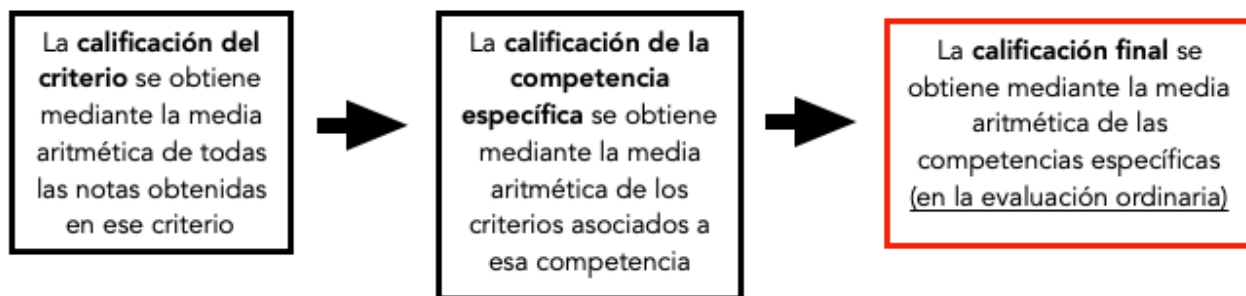 La calificación del
criterio se obtiene
mediante la media
aritmética de todas
las notas obtenidas
en ese criterio
La calificación de la
competencia
específica se obtiene
mediante la media
aritmética de los
criterios asociados a
esa competencia
La calificación final se
obtiene mediante la media
aritmética de las
competencias específicas
(en la evaluación ordinaria)